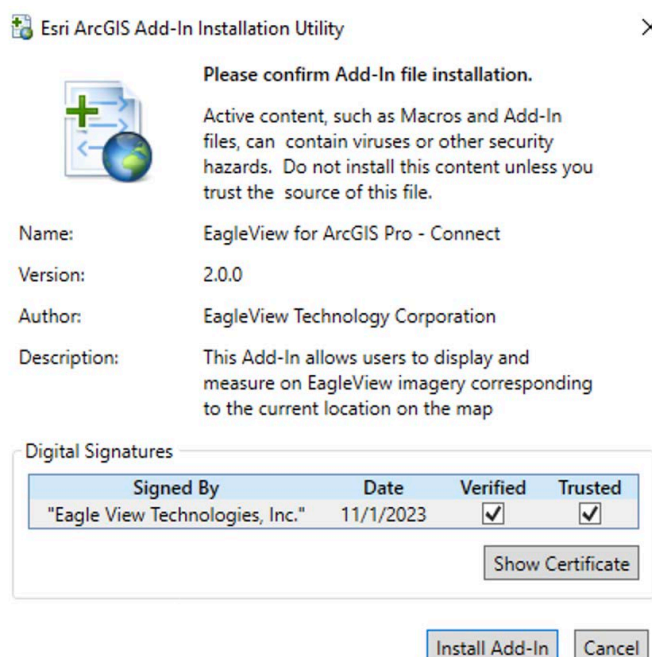 Esri ArcGIS Add-In Installation Utility
Please confirm Add-In file installation.
Active content, such as Macros and Add-In
files, can contain viruses or other security
hazards. Do not install this content unless you
trust the source of this file.
Name: EagleView for ArcGIS Pro - Connect
Version: 2.0.0
Author: EagleView Technology Corporation
Description: This Add-In allows users to display and
measure on EagleView imagery corresponding
to the current location on the map
Digital Signatures
Signed By Date Verified Trusted
"Eagle View Technologies, Inc." 11/1/2023
Show Certificate
Install Add-In Cancel